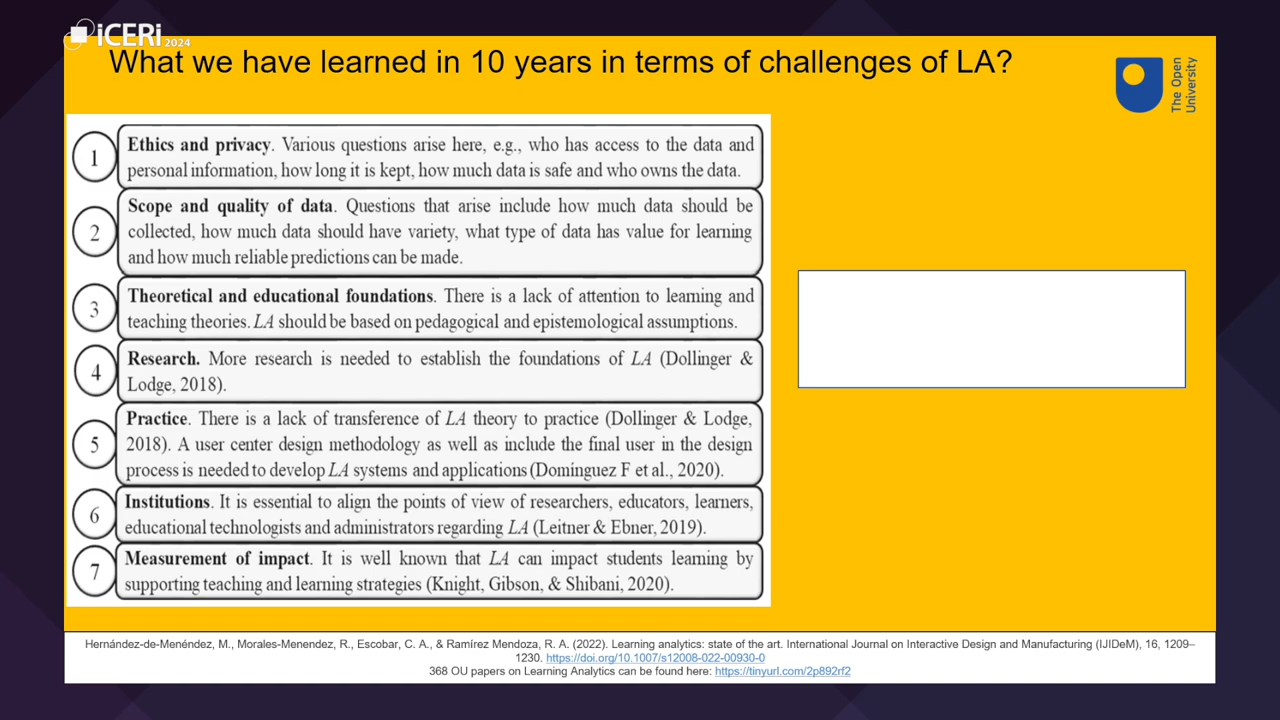 iCERi 2024
What we have learned in 10 years in terms of challenges of LA?
The Open
University
1
Ethics and privacy. Various questions arise here, e.g., who has access to the data and
personal information, how long it is kept, how much data is safe and who owns the data.
2
Scope and quality of data. Questions that arise include how much data should be
collected, how much data should have variety, what type of data has value for learning
and how much reliable predictions can be made.
3
Theoretical and educational foundations. There is a lack of attention to learning and
teaching theories. LA should be based on pedagogical and epistemological assumptions.
4
Research. More research is needed to establish the foundations of LA (Dollinger &
Lodge, 2018).
5
Practice. There is a lack of transference of LA theory to practice (Dollinger & Lodge,
2018). A user center design methodology as well as include the final user in the design
process is needed to develop LA systems and applications (Domínguez F et al., 2020).
6
Institutions. It is essential to align the points of view of researchers, educators, learners,
educational technologists and administrators regarding LA (Leitner & Ebner, 2019).
7
Measurement of impact. It is well known that LA can impact students learning by
supporting teaching and learning strategies (Knight, Gibson, & Shibani, 2020).
Hernández-de-Menéndez, M., Morales-Menendez, R., Escobar, C. A., & Ramírez Mendoza, R. A. (2022). Learning analytics: state of the art. International Journal on Interactive Design and Manufacturing (IJIDeM), 16, 1209–
1230. https://doi.org/10.1007/s12008-022-00930-0
368 OU papers on Learning Analytics can be found here: https://tinyurl.com/2p892rf2